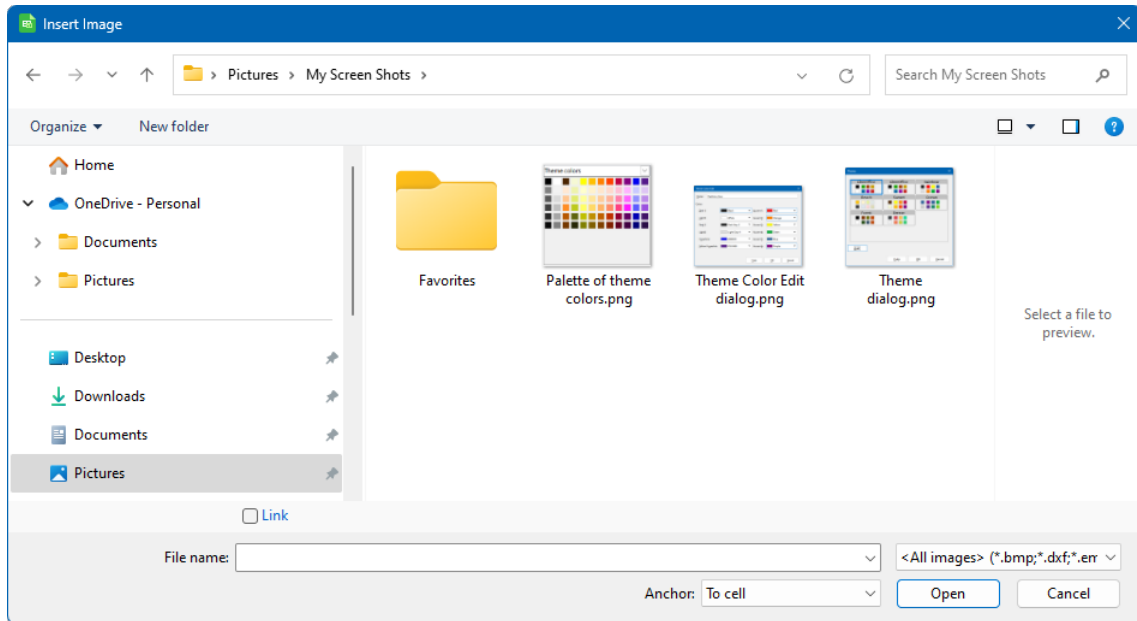 Insert Image
Pictures > My Screen Shots >
Search My Screen Shots
Organize
New folder
Home
OneDrive - Personal
Documents
Pictures
Desktop
Downloads
Documents
Pictures
Theme colors
Favorites
Palette of theme
colors.png
Theme Color Edit
dialog.png
Theme
dialog.png
Select a file to
preview.
Link
File name:
<All images> (*.bmp;*.dxf;*.em
Anchor: To cell
Open
Cancel